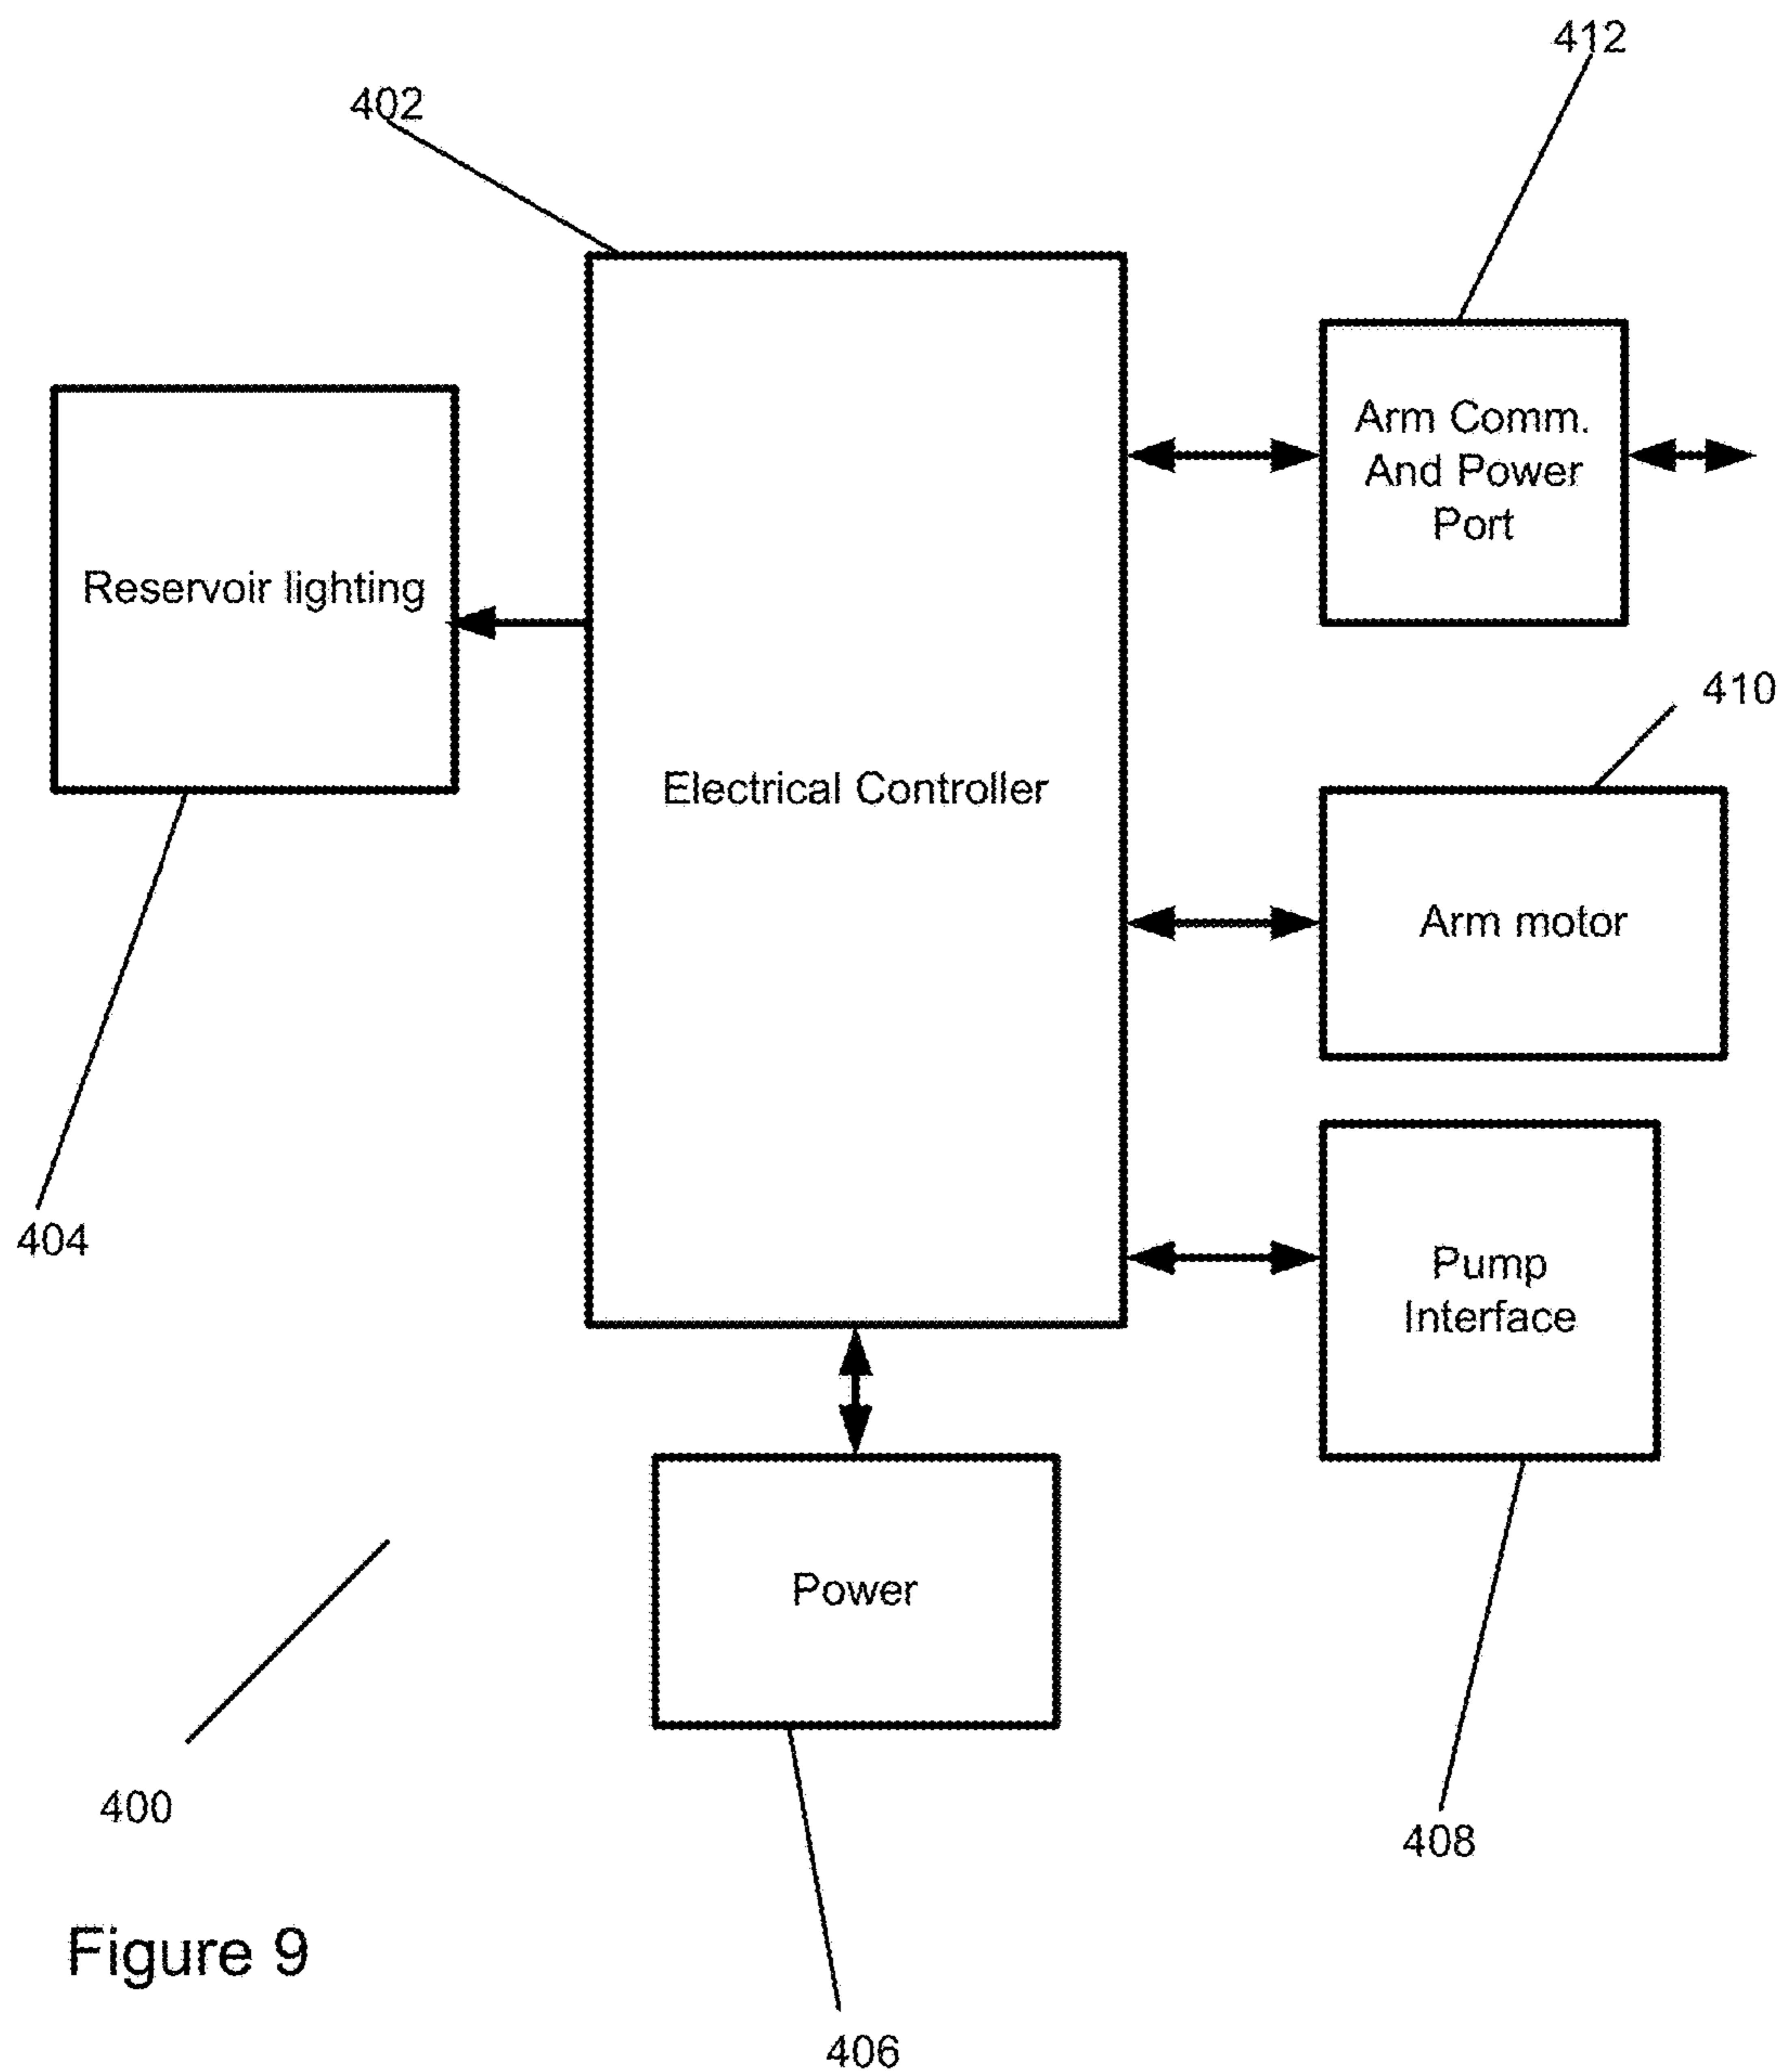 412
402
Arm Comm.
And Power
Port
Reservoir lighting
410
Electrical Controller
Arm motor
404
Pump
Interface
Power
400
408
Figure 9
406